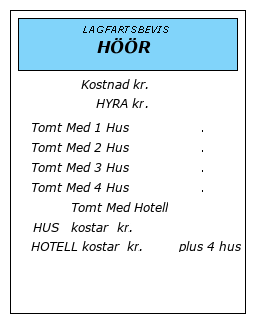 LAGFARTSBEVIS
HÖÖR
Kostnad kr.
HYRA kr.
Tomt Med 1 Hus .
Tomt Med 2 Hus .
Tomt Med 3 Hus .
Tomt Med 4 Hus .
Tomt Med Hotell
HUS kostar kr.
HOTELL kostar kr. plus 4 hus